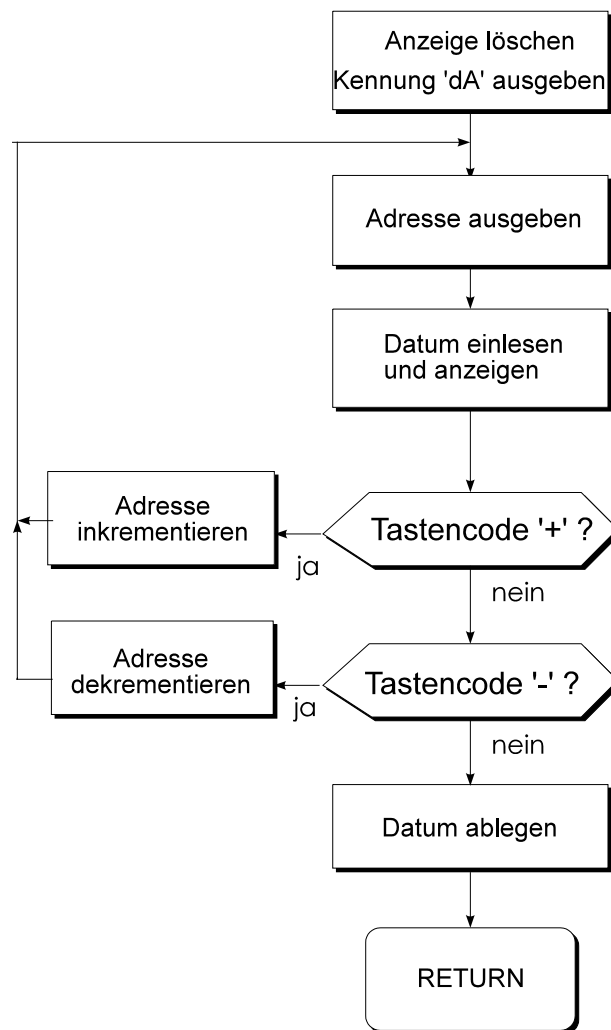 Anzeige löschen
Kennung 'dA' ausgeben
Adresse ausgeben
Datum einlesen
und anzeigen
Tastencode '+' ?
Adresse
inkrementieren
ja
nein
Tastencode '-' ?
Adresse
dekrementieren
ja
nein
Datum ablegen
RETURN